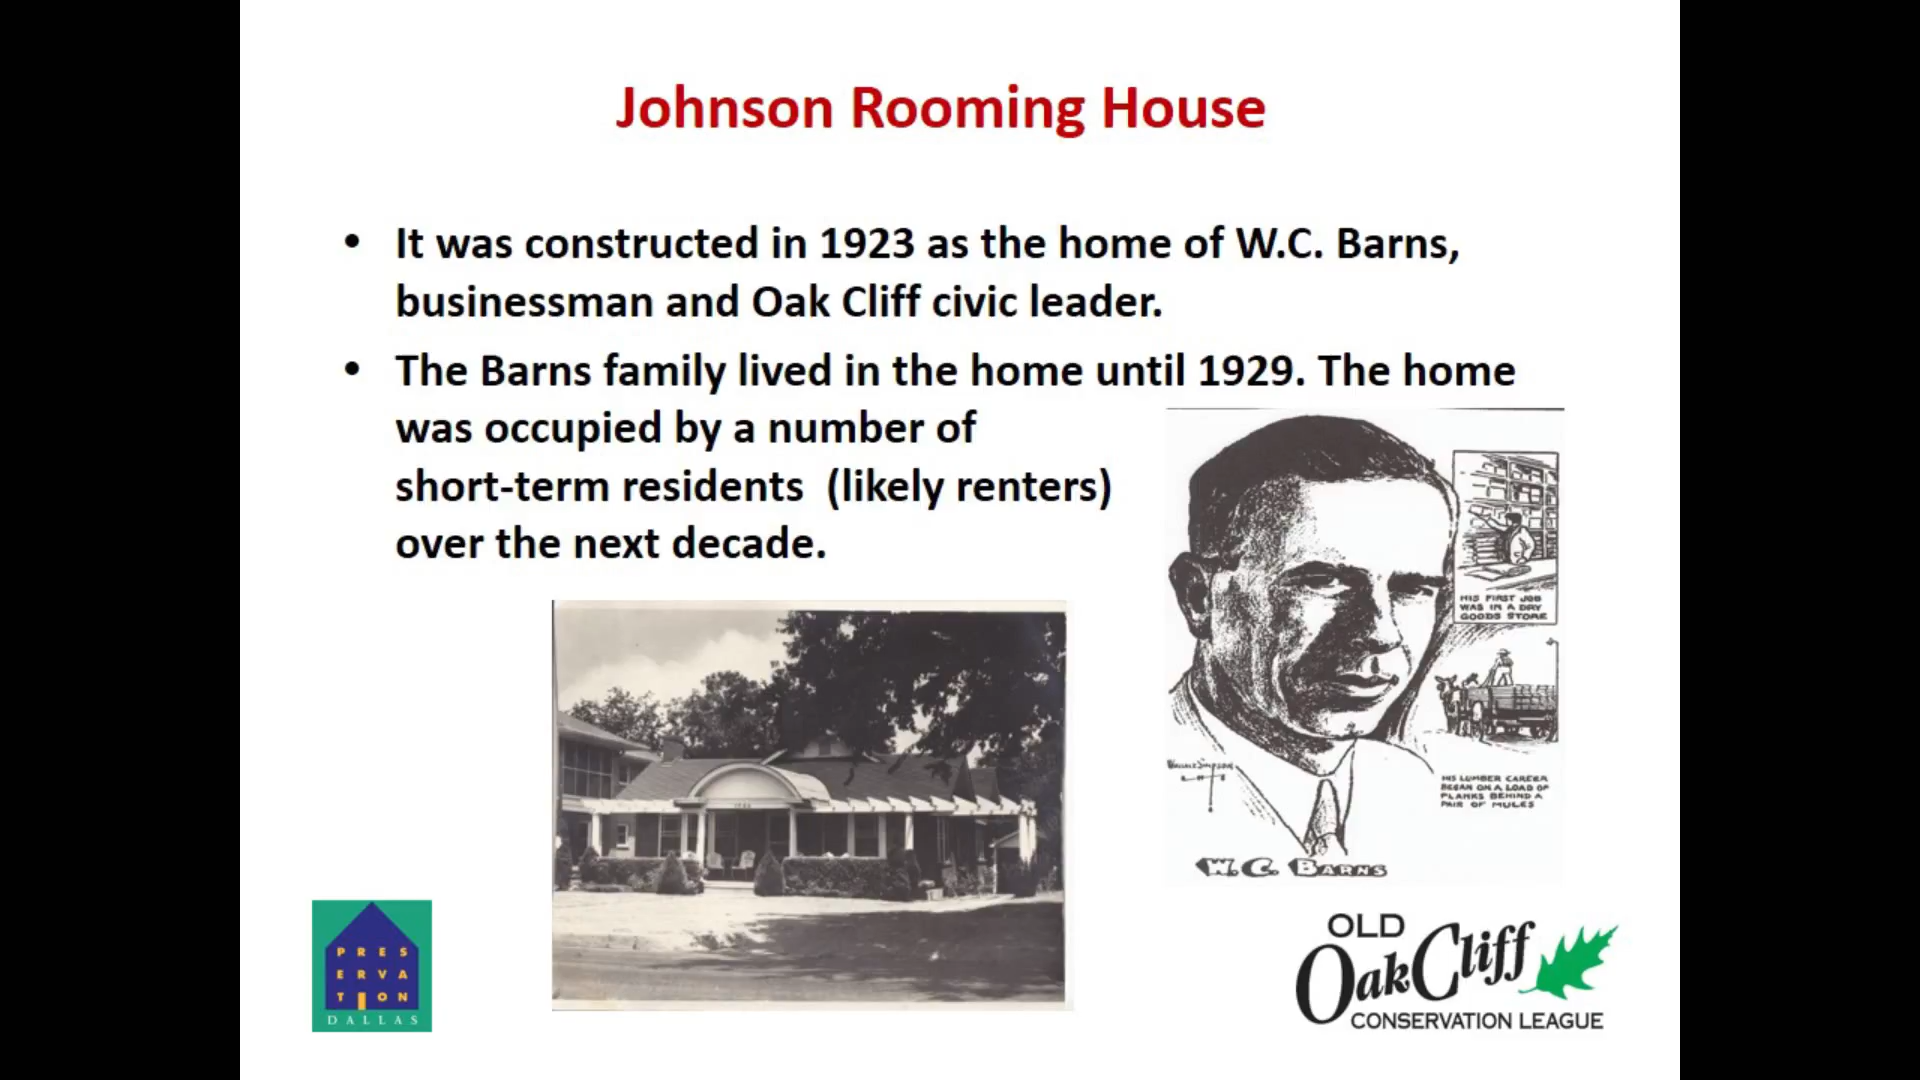 Johnson Rooming House
• It was constructed in 1923 as the home of W.C. Barns,
businessman and Oak Cliff civic leader.
• The Barns family lived in the home until 1929. The home
was occupied by a number of
short-term residents (likely renters)
over the next decade.
HIS FIRST JOB
WAS IN A DRY
GOODS STORE
HIS LUMBER CAREER
BEGAN ON A LOAD OF
PLANKS BEHIND A
PAIR OF MULES
W.C. BARNS
PRES
ERVA
TION
DALLAS
OLD
Oak Cliff
CONSERVATION LEAGUE